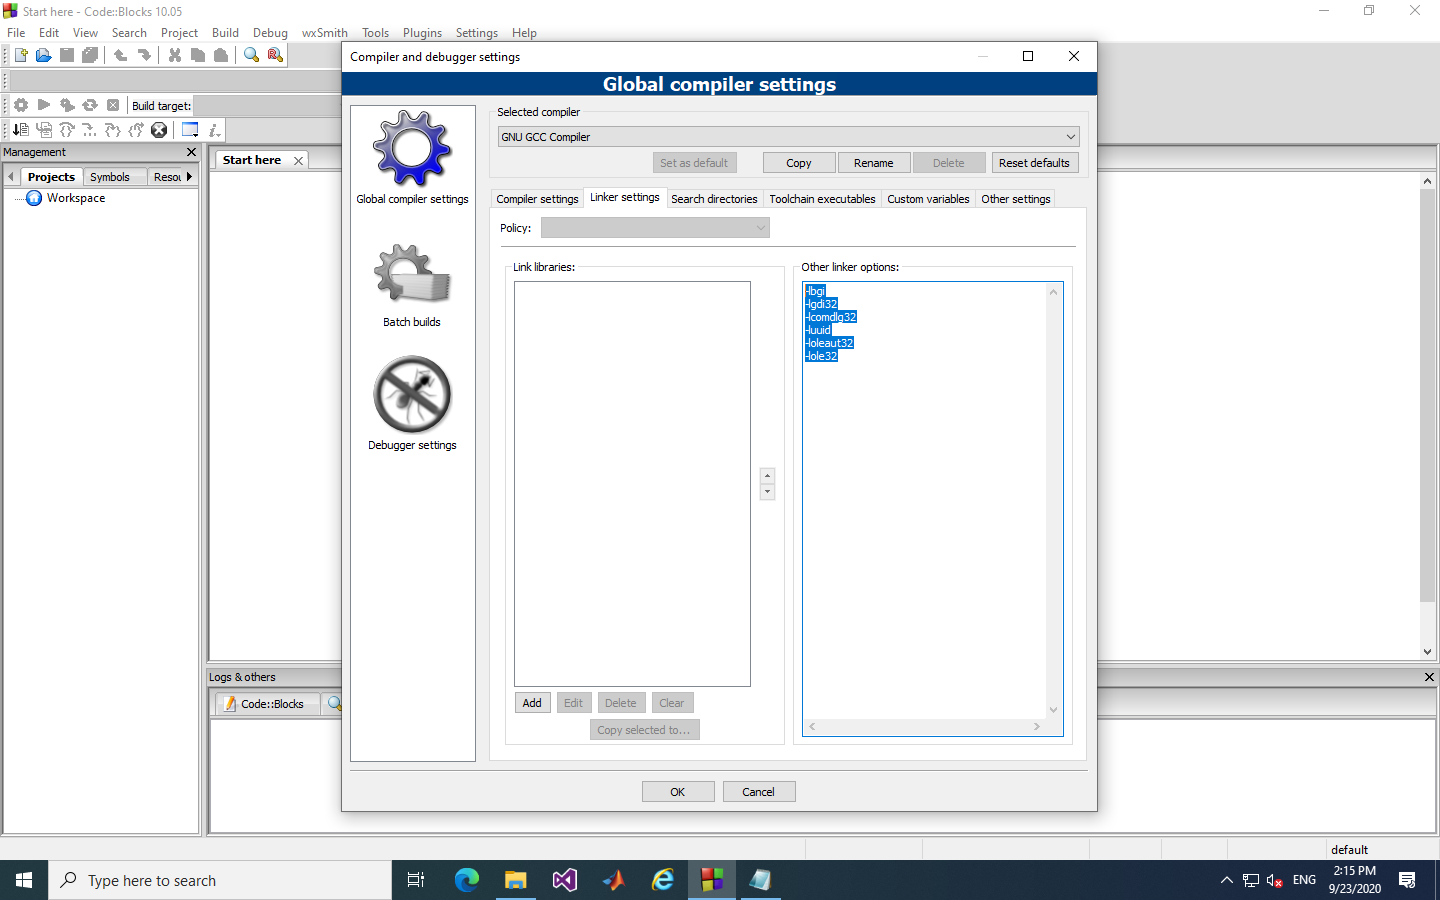 Start here - Code::Blocks 10.05
File Edit View Search Project Build Debug wxSmith Tools Plugins Settings Help
Build target:
Management
Projects Symbols Resou
Workspace
Start here
Compiler and debugger settings
Global compiler settings
Global compiler settings
Batch builds
Debugger settings
Selected compiler
GNU GCC Compiler
Set as default Copy Rename Delete Reset defaults
Compiler settings Linker settings Search directories Toolchain executables Custom variables Other settings
Policy:
Link libraries:
Add Edit Delete Clear
Copy selected to...
Other linker options:
-lbgi
-lgdi32
-lcomdlg32
-luuid
-loleaut32
-lole32
OK Cancel
Logs & others
Code::Blocks
default
Type here to search
ENG
2:15 PM
9/23/2020